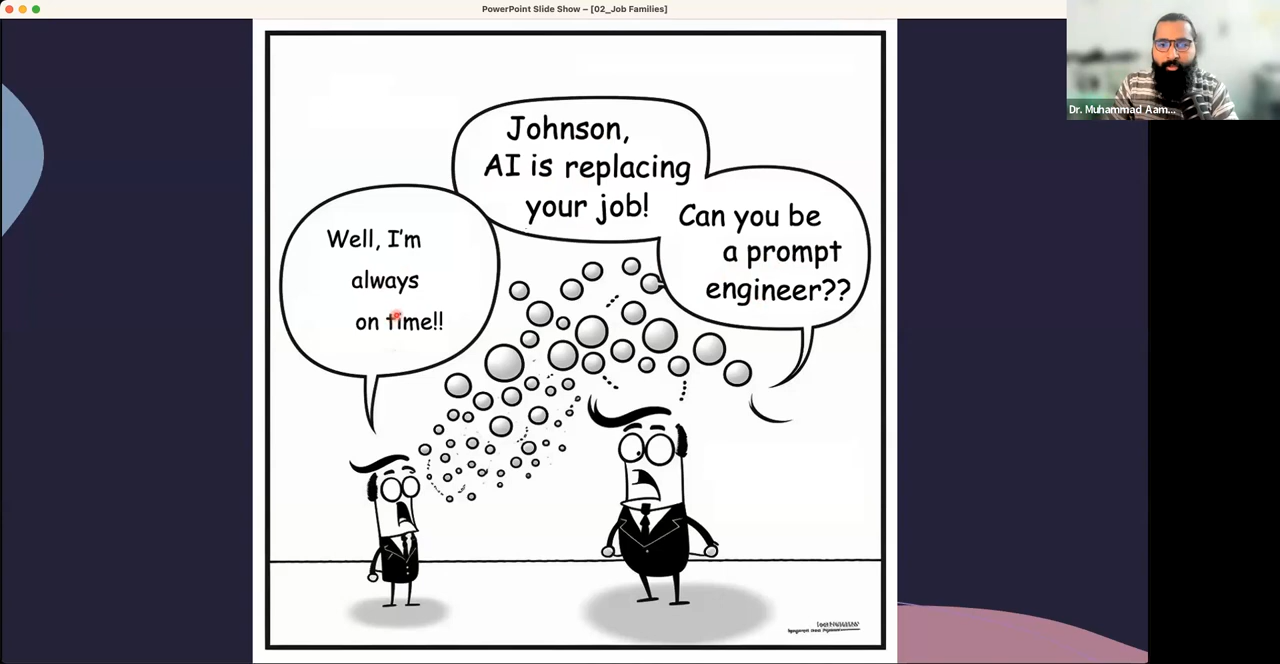 PowerPoint Slide Show – [02_Job Families]
Dr. Muhammad Aam...
Johnson,
AI is replacing
your job!
Can you be
a prompt
engineer??
Well, I'm
always
on time!!